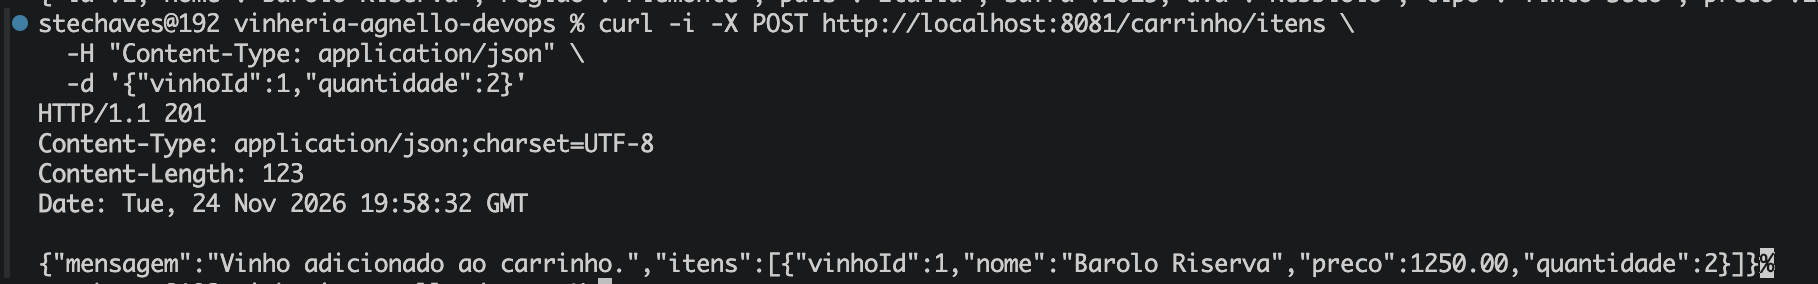 stechaves@192 vinheria-agnello-devops % curl -i -X POST http://localhost:8081/carrinho/itens \
  -H "Content-Type: application/json" \
  -d '{"vinhoId":1,"quantidade":2}'
HTTP/1.1 201
Content-Type: application/json;charset=UTF-8
Content-Length: 123
Date: Tue, 24 Nov 2026 19:58:32 GMT

{"mensagem":"Vinho adicionado ao carrinho.","itens":[{"vinhoId":1,"nome":"Barolo Riserva","preco":1250.00,"quantidade":2}]}%